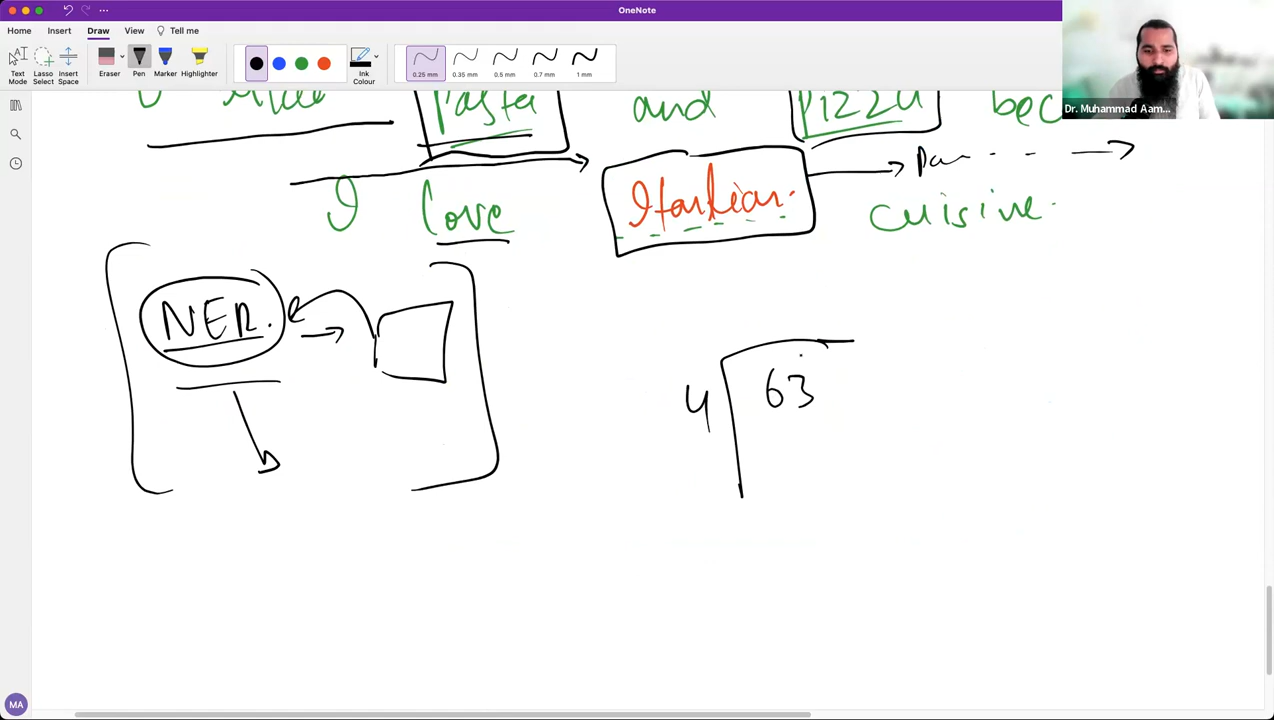 OneNote
Home Insert Draw View Tell me
Eraser Pen Marker Highlighter
Text Mode Lasso Select Insert Space
Ink Colour
0.25 mm 0.35 mm 0.5 mm 0.7 mm 1 mm
Dr. Muhammad Aam...
Pasta and Pizza bec
I love Italian. cuisine.
NER.
4 63
MA